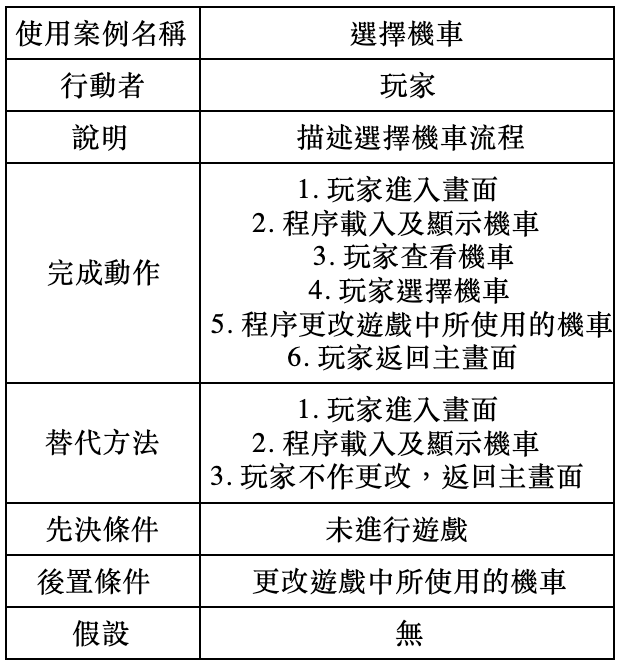 使用案例名稱 選擇機車
行動者 玩家
說明 描述選擇機車流程
完成動作
1. 玩家進入畫面
2. 程序載入及顯示機車
3. 玩家查看機車
4. 玩家選擇機車
5. 程序更改遊戲中所使用的機車
6. 玩家返回主畫面
替代方法
1. 玩家進入畫面
2. 程序載入及顯示機車
3. 玩家不作更改，返回主畫面
先決條件 未進行遊戲
後置條件 更改遊戲中所使用的機車
假設 無